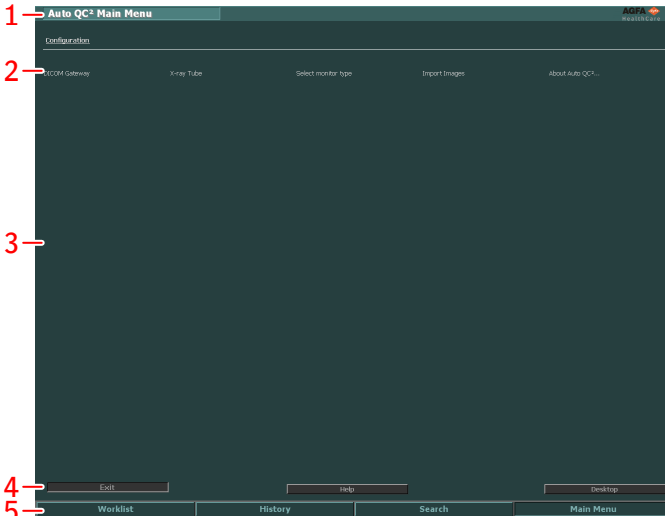 1 Auto QC² Main Menu AGFA
HealthCare
Configuration
2 DICOM Gateway X-ray Tube Select monitor type Import Images About Auto QC²...
3
4 Exit Help Desktop
5 Worklist History Search Main Menu